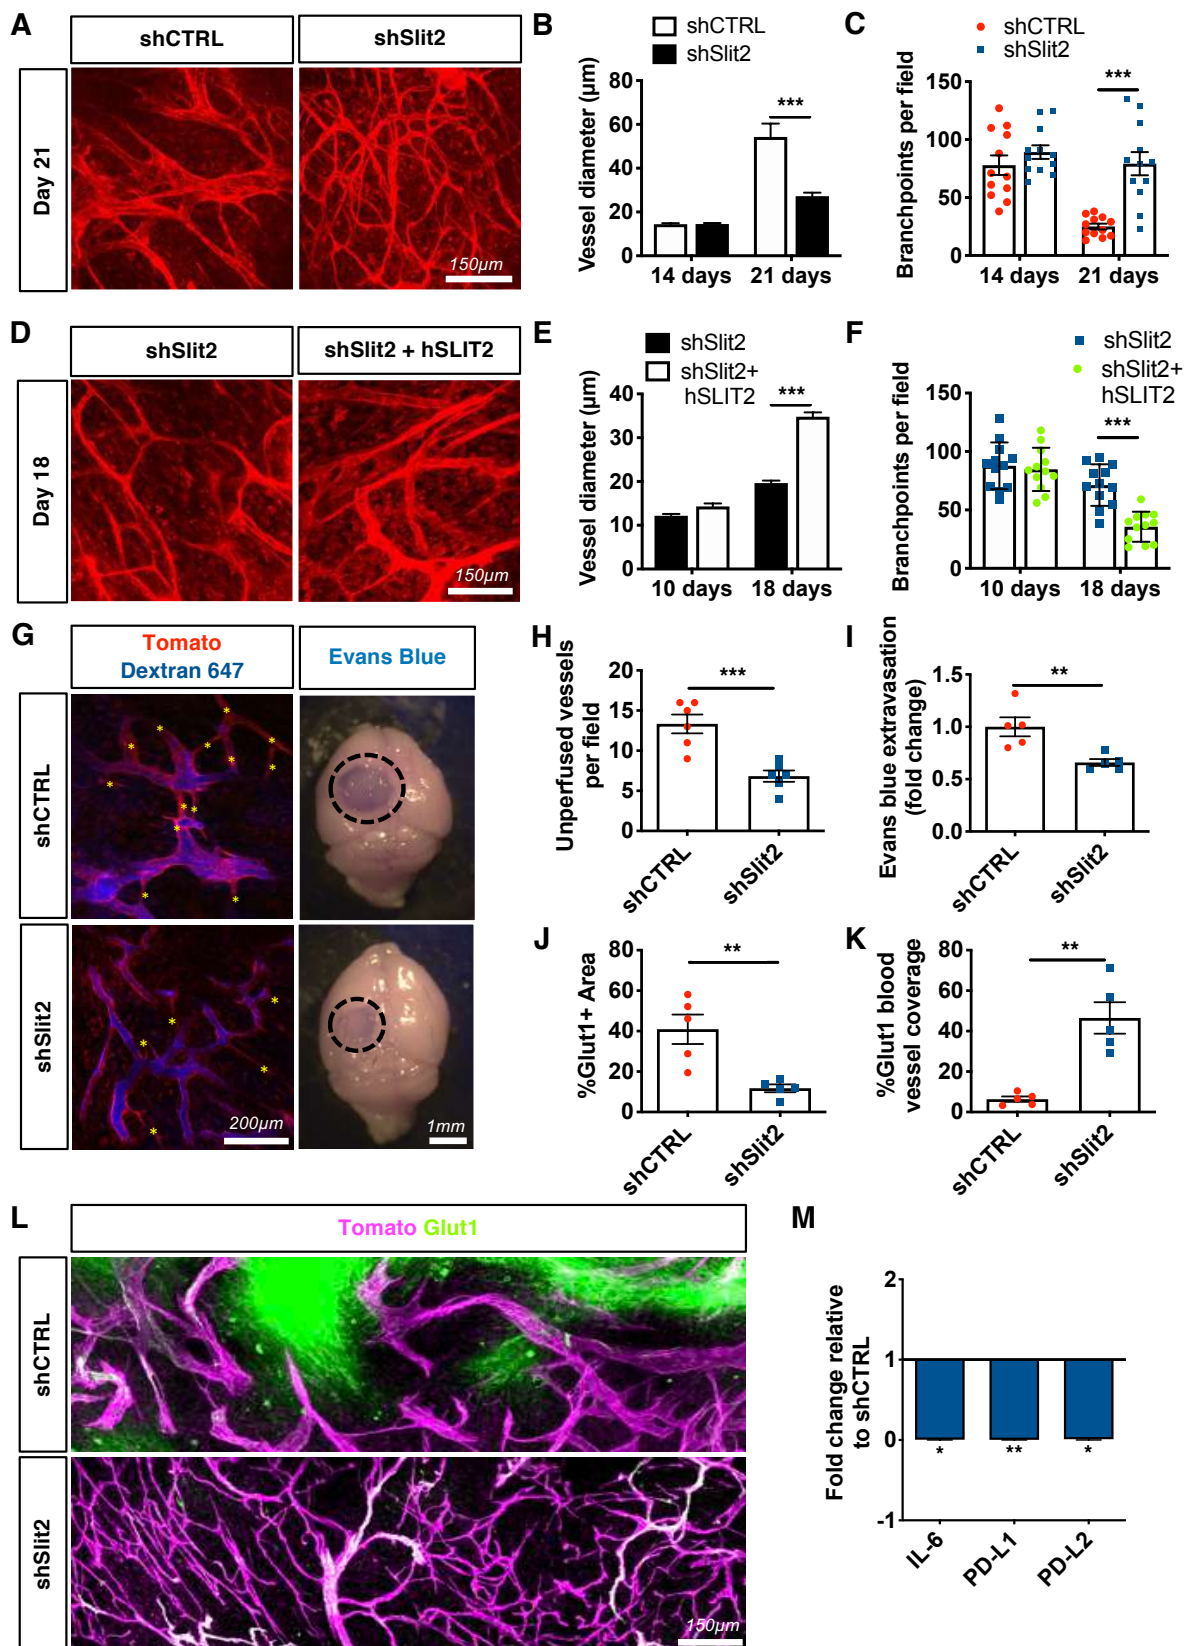 A
shCTRL
shSlit2
Day 21
150µm
B
shCTRL
shSlit2
Vessel diameter (µm)
80
60
40
20
0
***
14 days
21 days
C
shCTRL
shSlit2
Branchpoints per field
150
100
50
0
***
14 days
21 days
D
shSlit2
shSlit2 + hSLIT2
Day 18
150µm
E
shSlit2
shSlit2+
hSLIT2
Vessel diameter (µm)
40
30
20
10
0
***
10 days
18 days
F
shSlit2
shSlit2+
hSLIT2
Branchpoints per field
150
100
50
0
***
10 days
18 days
G
Tomato
Dextran 647
Evans Blue
shCTRL
shSlit2
200µm
1mm
H
Unperfused vessels
per field
20
15
10
5
0
***
shCTRL
shSlit2
I
Evans blue extravasation
(fold change)
1.5
1.0
0.5
0.0
**
shCTRL
shSlit2
J
%Glut1+ Area
80
60
40
20
0
**
shCTRL
shSlit2
K
%Glut1 blood
vessel coverage
80
60
40
20
0
**
shCTRL
shSlit2
L
Tomato Glut1
shCTRL
shSlit2
150µm
M
Fold change relative
to shCTRL
2
1
0
-1
*
**
*
IL-6
PD-L1
PD-L2